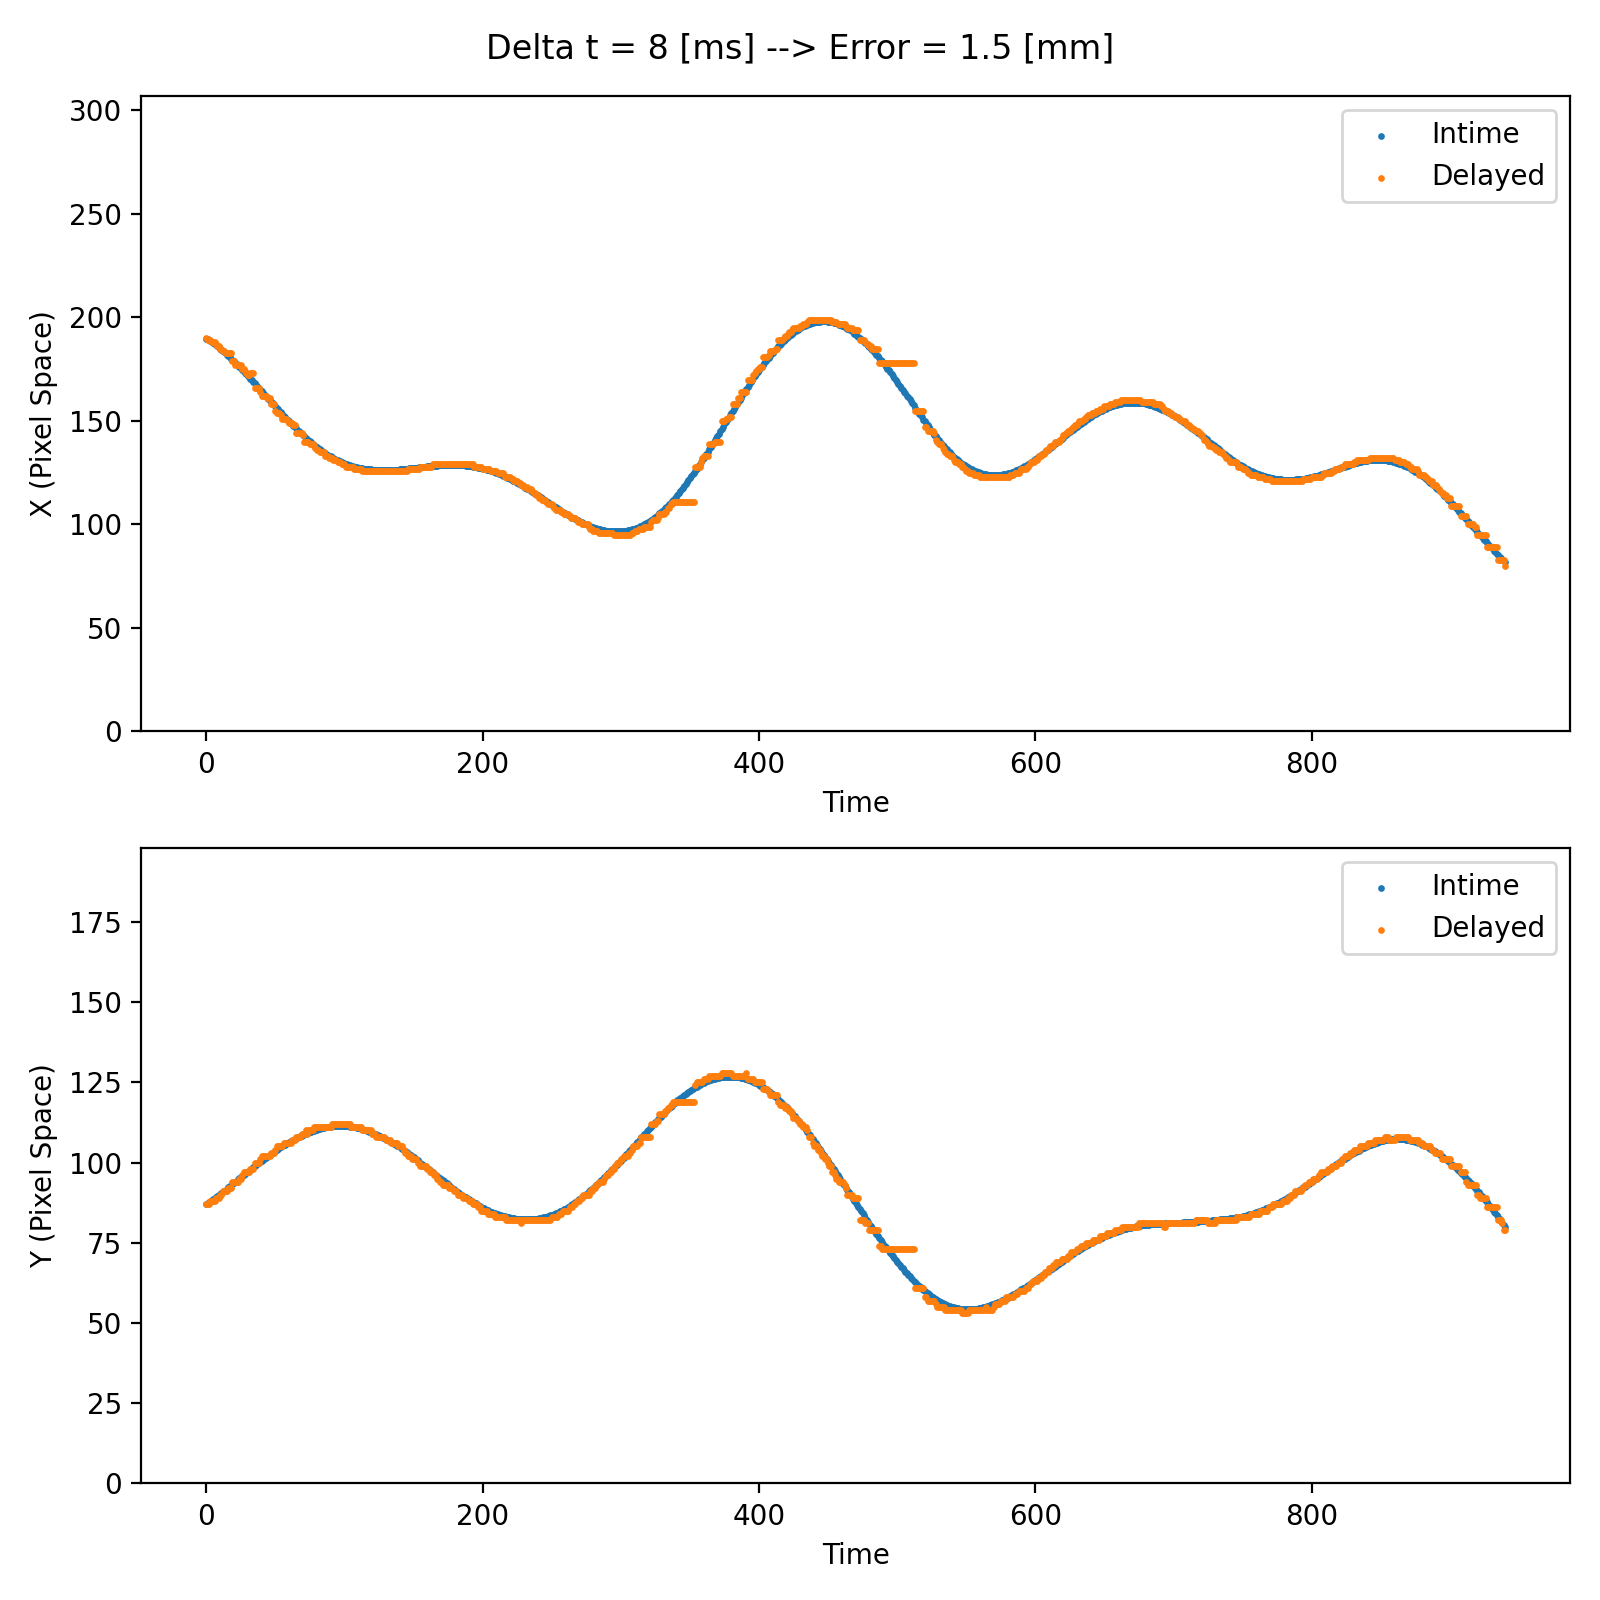 Delta t = 8 [ms] --> Error = 1.5 [mm]
300
250
200
150
100
50
0
X (Pixel Space)
Intime
Delayed
0 200 400 600 800
Time
175
150
125
100
75
50
25
0
Y (Pixel Space)
Intime
Delayed
0 200 400 600 800
Time